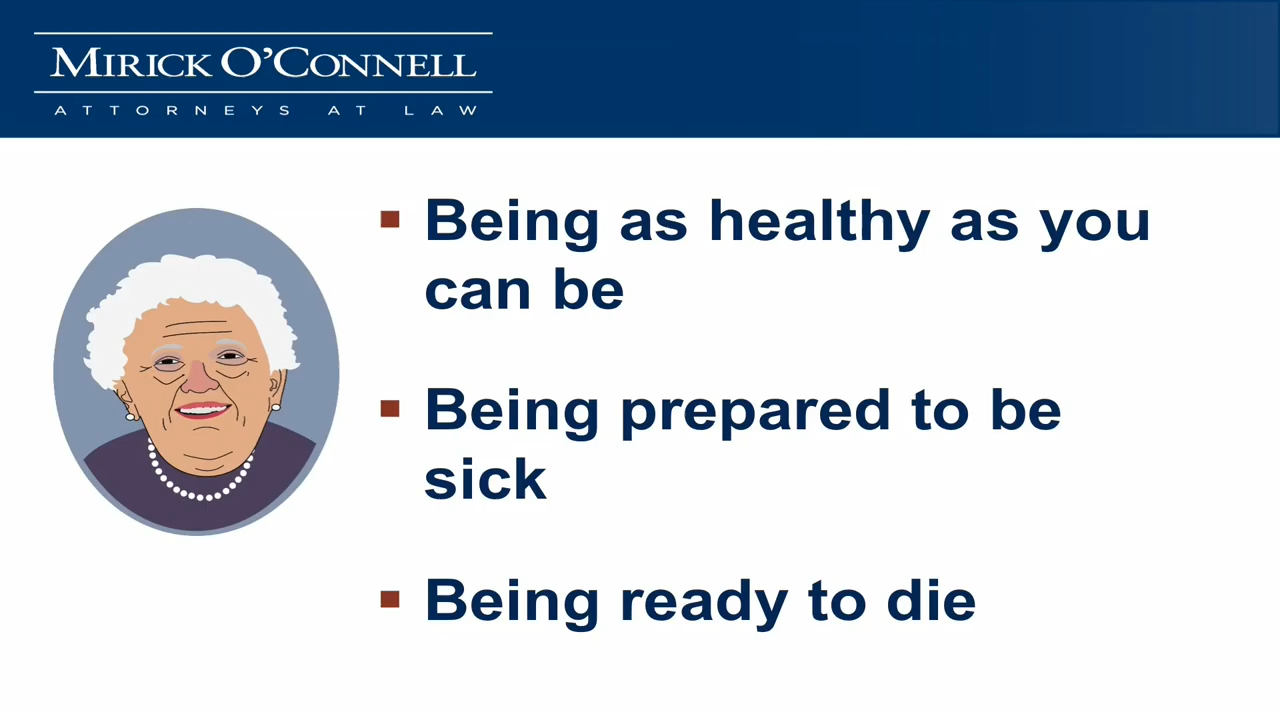 MIRICK O'CONNELL
ATTORNEYS AT LAW
Being as healthy as you
can be
Being prepared to be
sick
Being ready to die